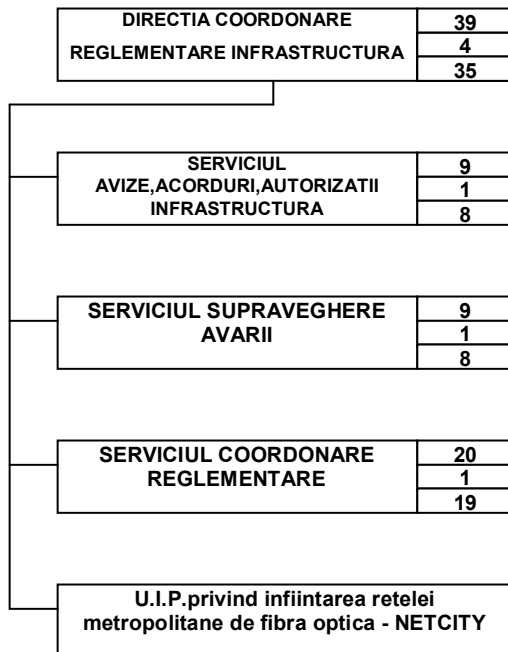 DIRECTIA COORDONARE
REGLEMENTARE INFRASTRUCTURA
39
4
35
SERVICIUL
AVIZE,ACORDURI,AUTORIZATII
INFRASTRUCTURA
9
1
8
SERVICIUL SUPRAVEGHERE
AVARII
9
1
8
SERVICIUL COORDONARE
REGLEMENTARE
20
1
19
U.I.P.privind infiintarea retelei
metropolitane de fibra optica - NETCITY